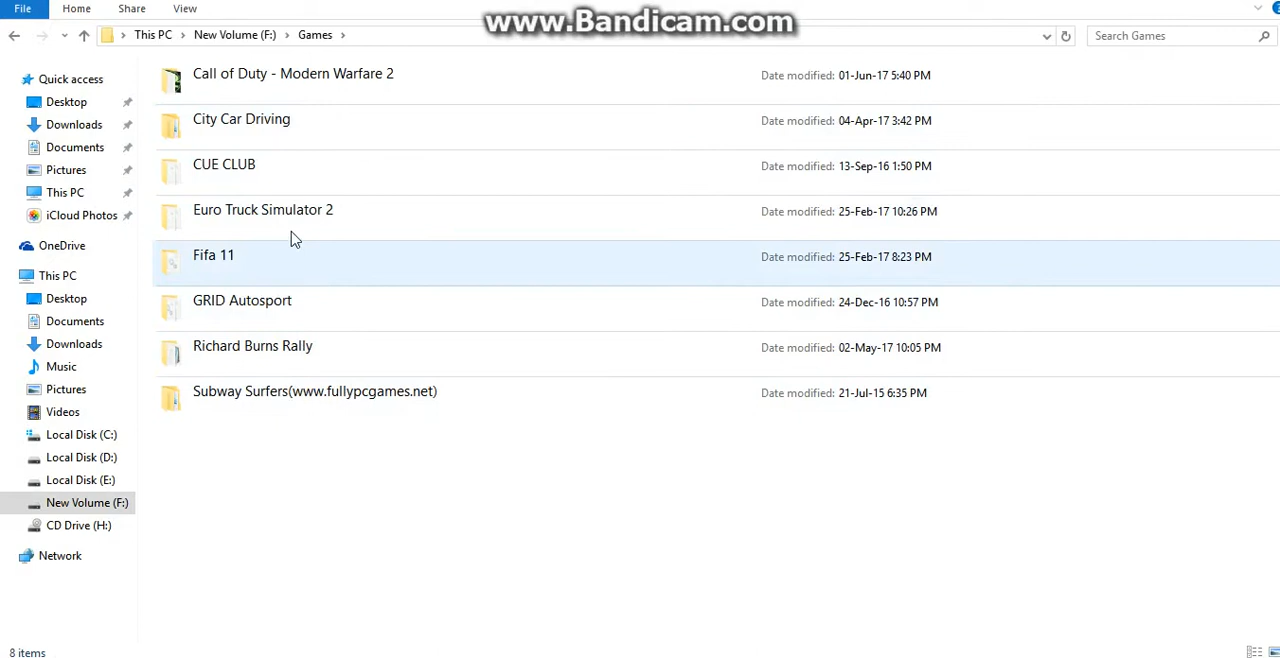 www.Bandicam.com
File Home Share View
This PC New Volume (F:) Games Search Games
Quick access
Desktop
Downloads
Documents
Pictures
This PC
iCloud Photos
OneDrive
This PC
Desktop
Documents
Downloads
Music
Pictures
Videos
Local Disk (C:)
Local Disk (D:)
Local Disk (E:)
New Volume (F:)
CD Drive (H:)
Network
Call of Duty - Modern Warfare 2 Date modified: 01-Jun-17 5:40 PM
City Car Driving Date modified: 04-Apr-17 3:42 PM
CUE CLUB Date modified: 13-Sep-16 1:50 PM
Euro Truck Simulator 2 Date modified: 25-Feb-17 10:26 PM
Fifa 11 Date modified: 25-Feb-17 8:23 PM
GRID Autosport Date modified: 24-Dec-16 10:57 PM
Richard Burns Rally Date modified: 02-May-17 10:05 PM
Subway Surfers(www.fullypcgames.net) Date modified: 21-Jul-15 6:35 PM
8 items